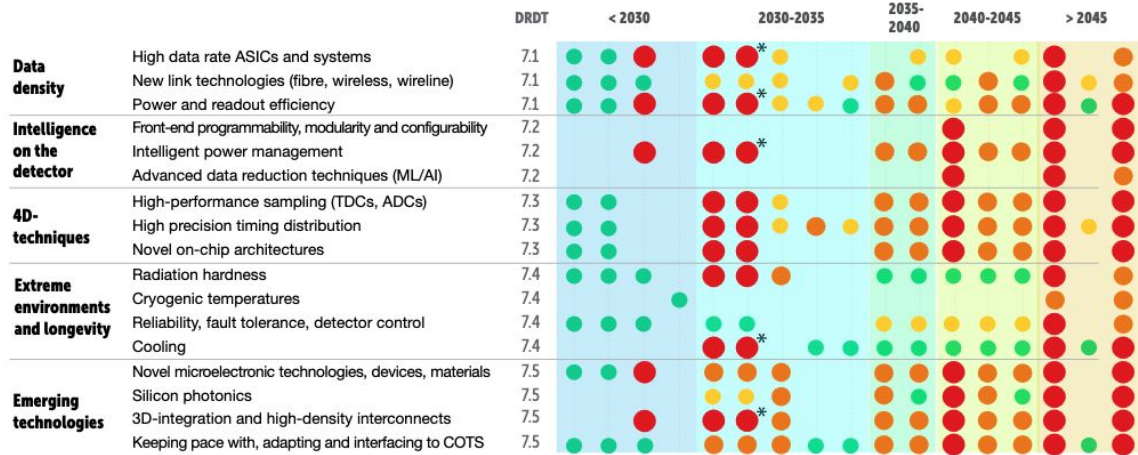 DRDT < 2030 2030-2035 2035-2040 2040-2045 > 2045
Data density
High data rate ASICs and systems 7.1 *
New link technologies (fibre, wireless, wireline) 7.1
Power and readout efficiency 7.1 *
Intelligence on the detector
Front-end programmability, modularity and configurability 7.2
Intelligent power management 7.2 *
Advanced data reduction techniques (ML/AI) 7.2
4D-techniques
High-performance sampling (TDCs, ADCs) 7.3
High precision timing distribution 7.3
Novel on-chip architectures 7.3
Extreme environments and longevity
Radiation hardness 7.4
Cryogenic temperatures 7.4
Reliability, fault tolerance, detector control 7.4
Cooling 7.4 *
Emerging technologies
Novel microelectronic technologies, devices, materials 7.5
Silicon photonics 7.5
3D-integration and high-density interconnects 7.5 *
Keeping pace with, adapting and interfacing to COTS 7.5